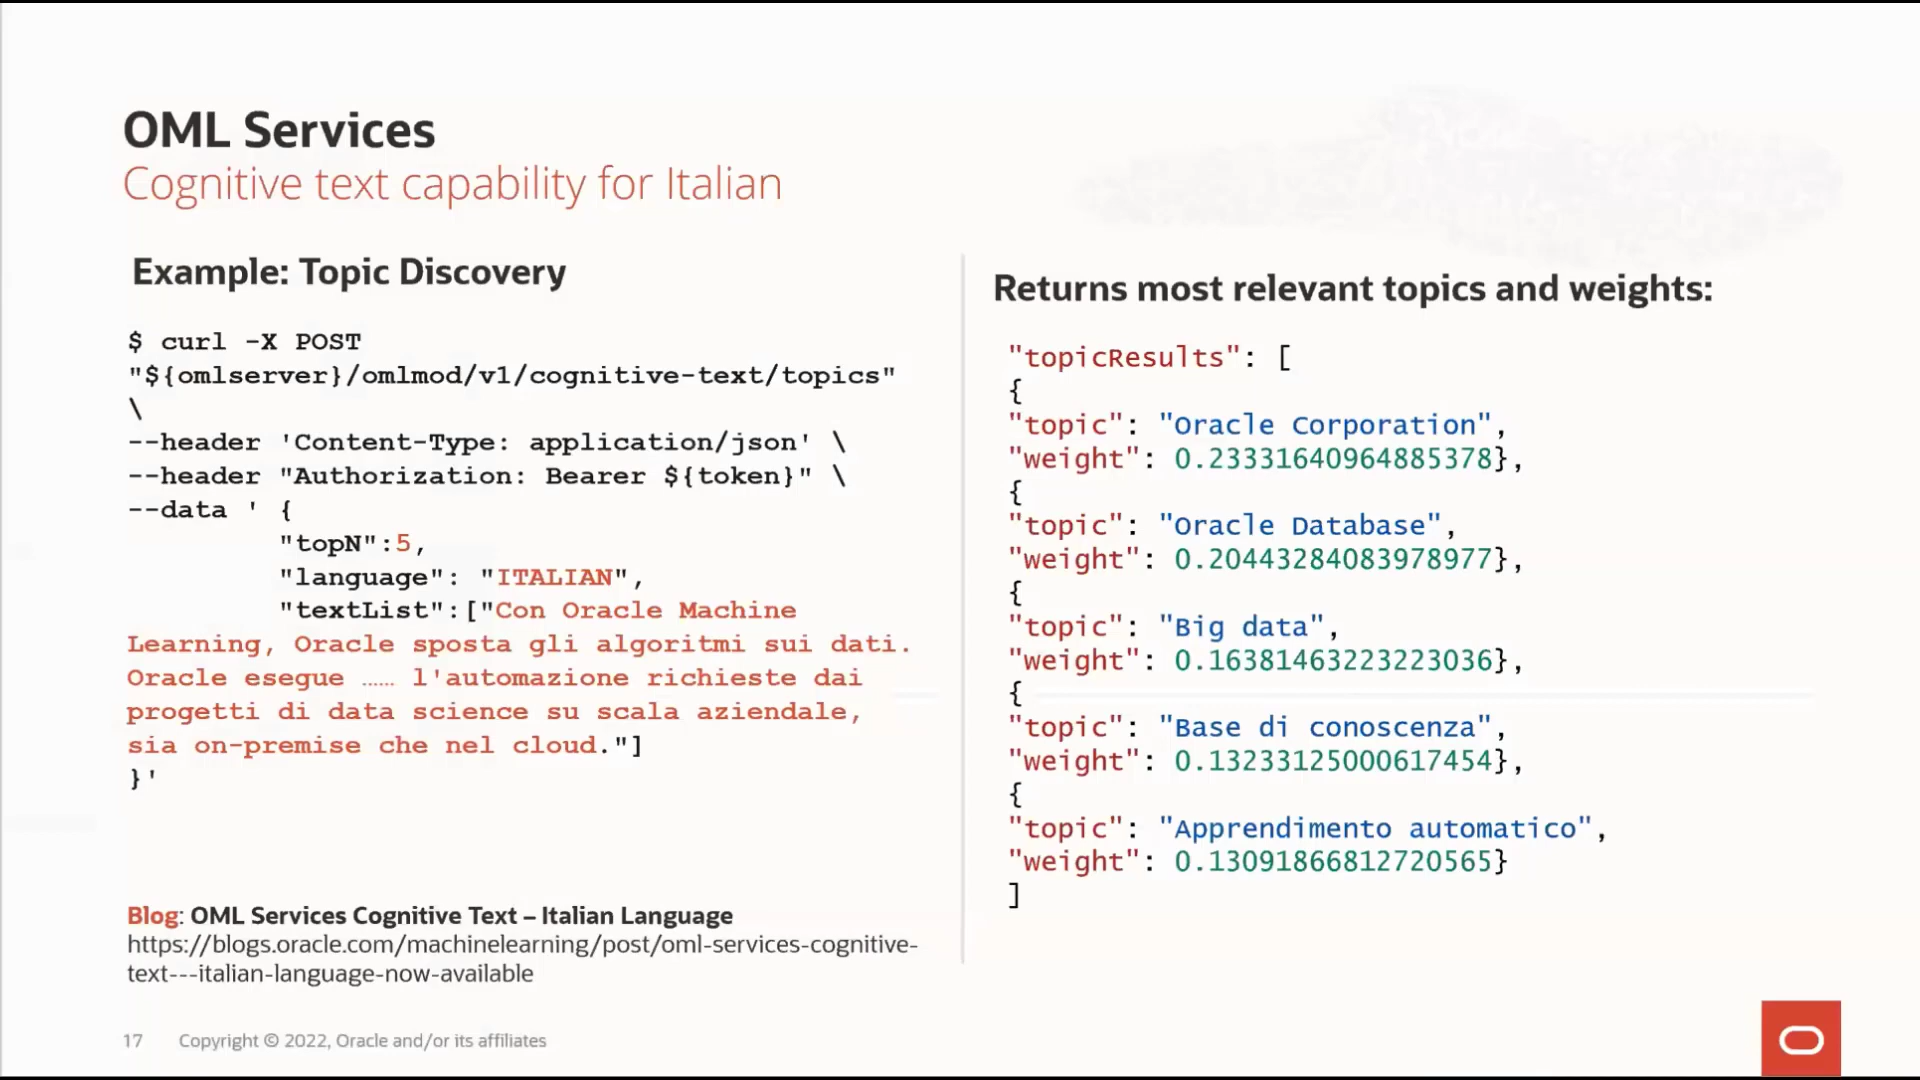 OML Services
Cognitive text capability for Italian
Example: Topic Discovery
$ curl -X POST
"${omlserver}/omlmod/v1/cognitive-text/topics"
\
--header 'Content-Type: application/json' \
--header "Authorization: Bearer ${token}" \
--data ' {
"topN":5,
"language": "ITALIAN",
"textList":["Con Oracle Machine
Learning, Oracle sposta gli algoritmi sui dati.
Oracle esegue …… l'automazione richieste dai
progetti di data science su scala aziendale,
sia on-premise che nel cloud."]
}'
Blog: OML Services Cognitive Text – Italian Language
https://blogs.oracle.com/machinelearning/post/oml-services-cognitive-
text---italian-language-now-available
Returns most relevant topics and weights:
"topicResults": [
{
"topic": "Oracle Corporation",
"weight": 0.23331640964885378},
{
"topic": "Oracle Database",
"weight": 0.20443284083978977},
{
"topic": "Big data",
"weight": 0.16381463223223036},
{
"topic": "Base di conoscenza",
"weight": 0.13233125000617454},
{
"topic": "Apprendimento automatico",
"weight": 0.13091866812720565}
]
17 Copyright © 2022, Oracle and/or its affiliates